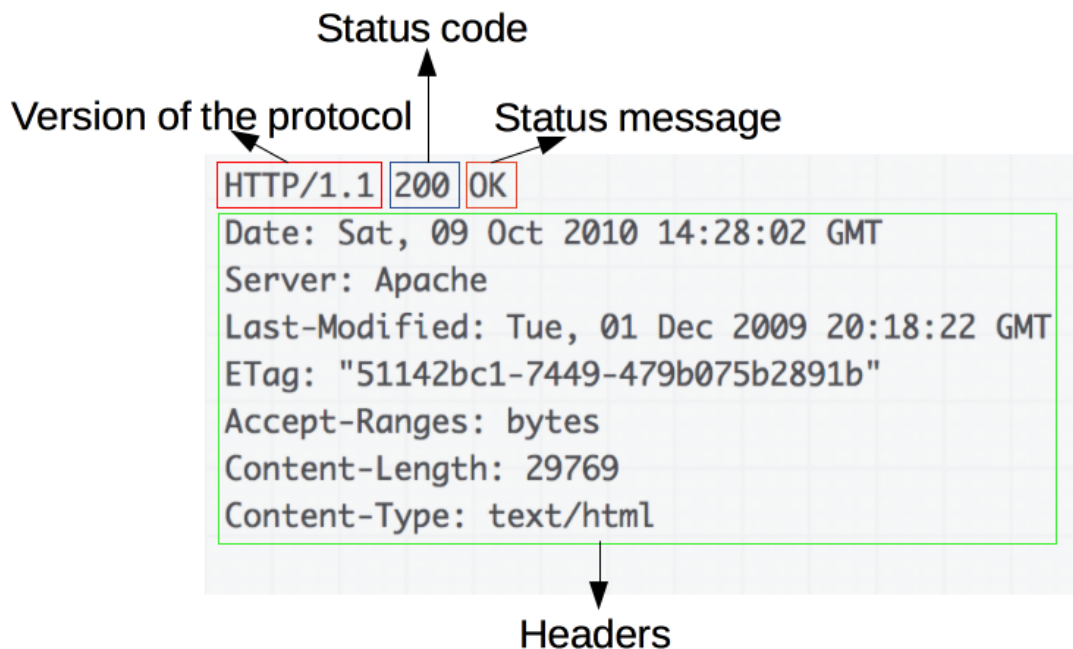 Status code
Version of the protocol
Status message
HTTP/1.1 200 OK
Date: Sat, 09 Oct 2010 14:28:02 GMT
Server: Apache
Last-Modified: Tue, 01 Dec 2009 20:18:22 GMT
ETag: "51142bc1-7449-479b075b2891b"
Accept-Ranges: bytes
Content-Length: 29769
Content-Type: text/html
Headers